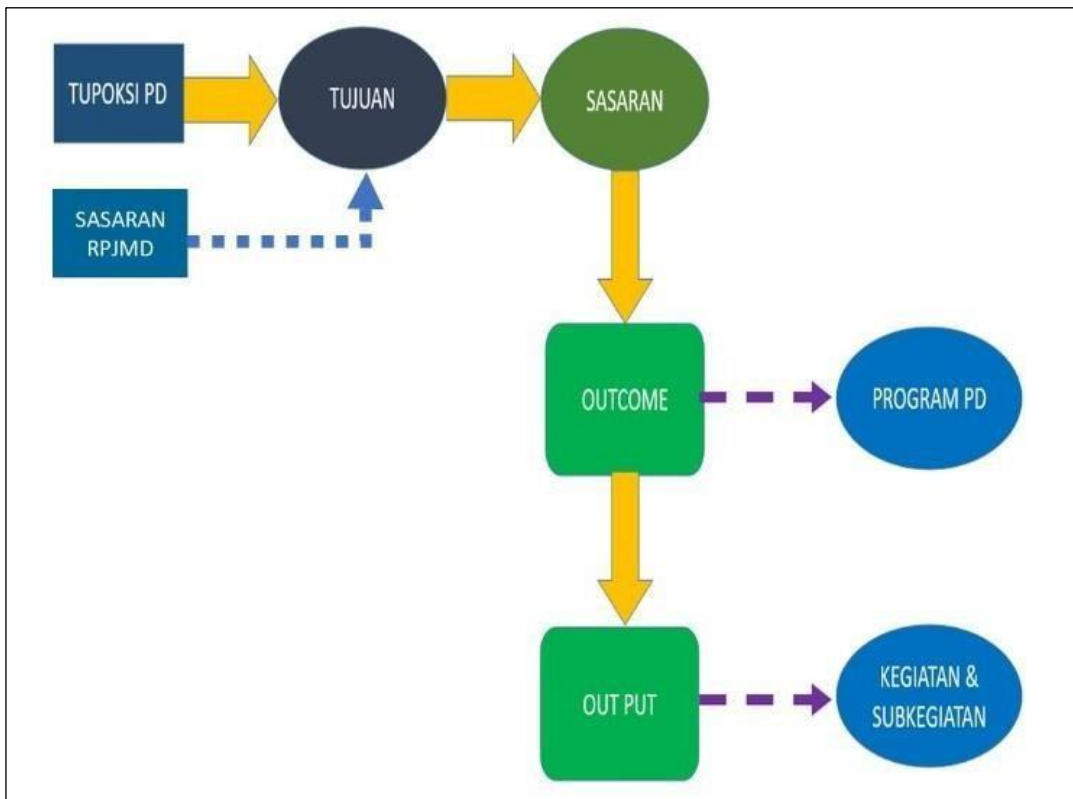 TUPOKSI PD
TUJUAN
SASARAN
SASARAN
RPJMD
OUTCOME
PROGRAM PD
OUT PUT
KEGIATAN &
SUBKEGIATAN